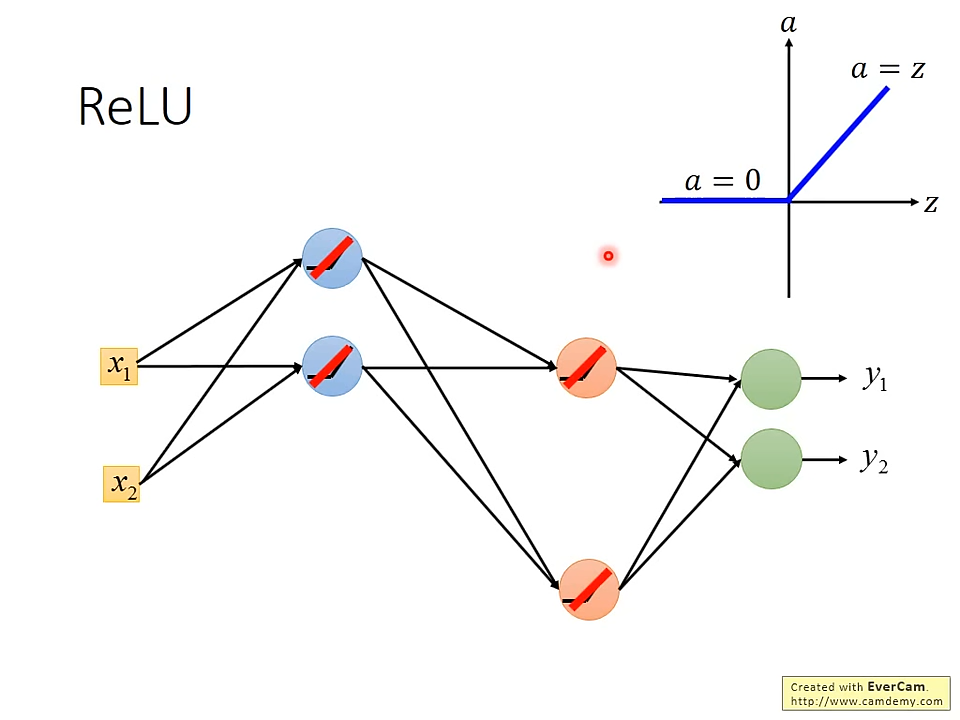 ReLU
a
a = z
a = 0
z
x₁
x₂
y₁
y₂
Created with EverCam.
http://www.camdemy.com